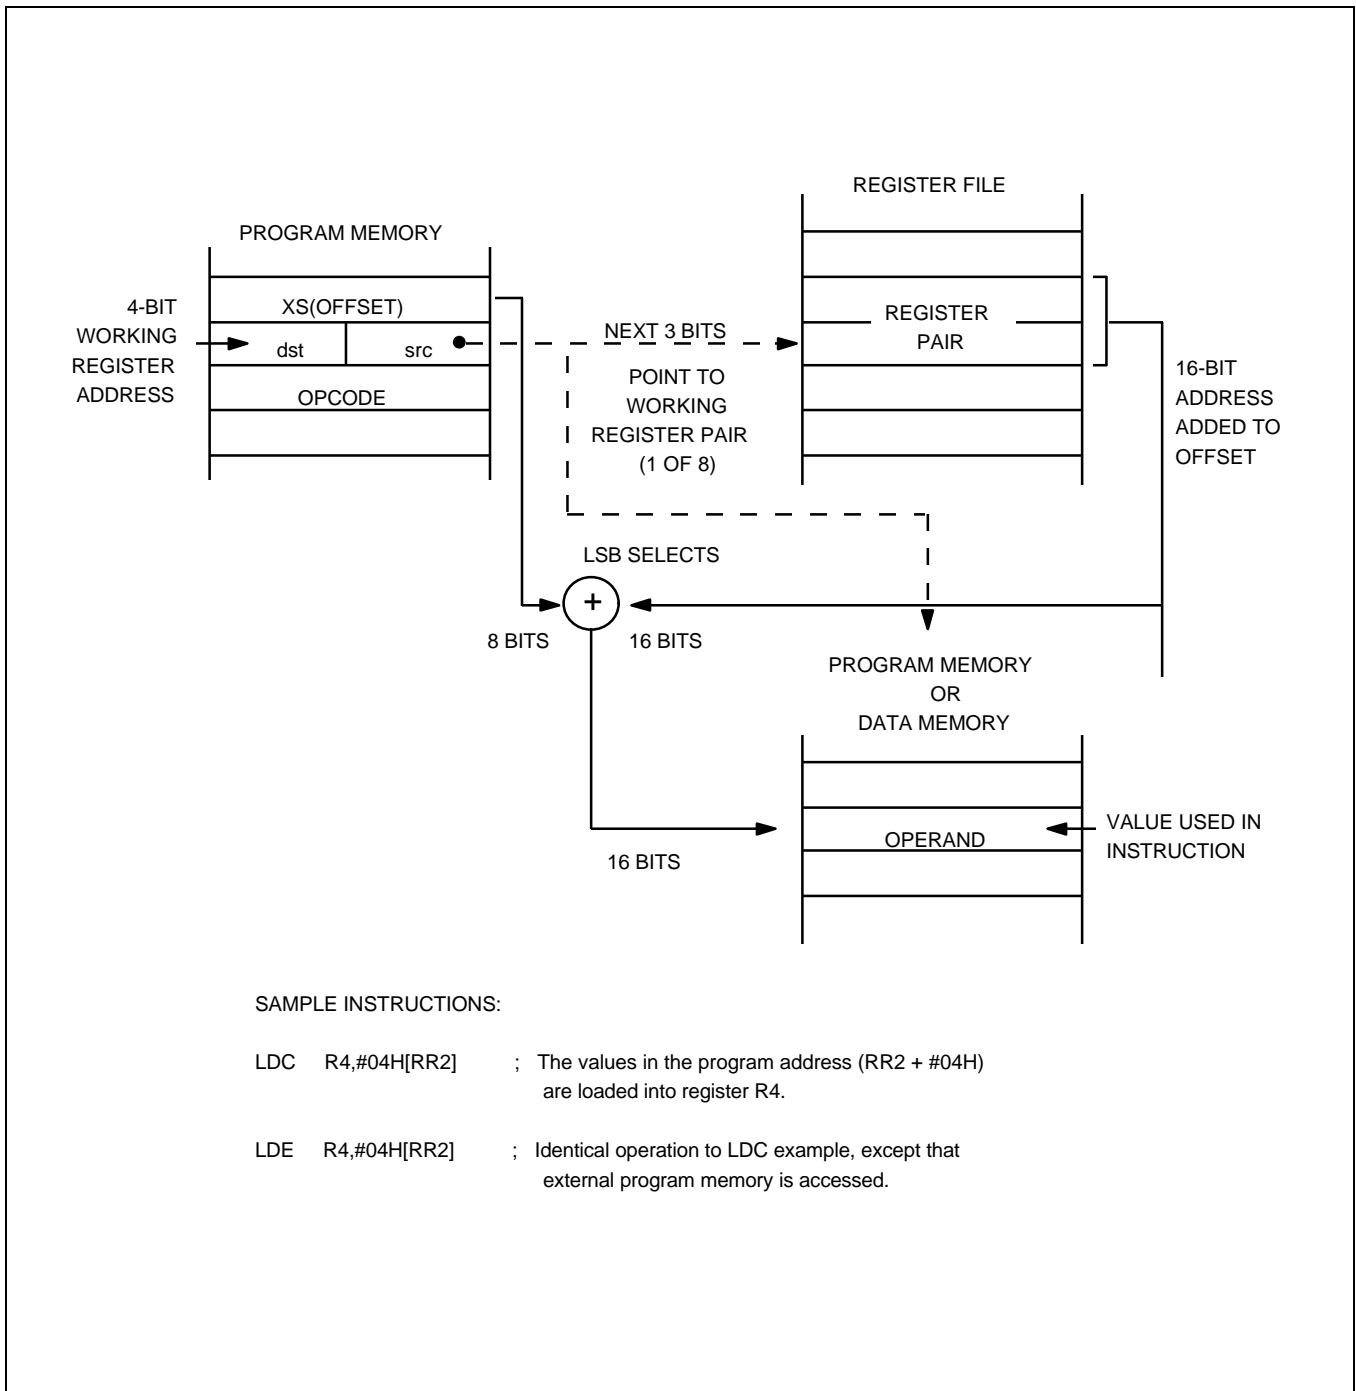 REGISTER FILE
PROGRAM MEMORY
4-BIT
WORKING
REGISTER
ADDRESS
XS(OFFSET)
dst src
OPCODE
NEXT 3 BITS
POINT TO
WORKING
REGISTER PAIR
(1 OF 8)
REGISTER
PAIR
16-BIT
ADDRESS
ADDED TO
OFFSET
LSB SELECTS
+
8 BITS
16 BITS
PROGRAM MEMORY
OR
DATA MEMORY
OPERAND
VALUE USED IN
INSTRUCTION
16 BITS
SAMPLE INSTRUCTIONS:
LDC R4,#04H[RR2] ; The values in the program address (RR2 + #04H)
are loaded into register R4.
LDE R4,#04H[RR2] ; Identical operation to LDC example, except that
external program memory is accessed.